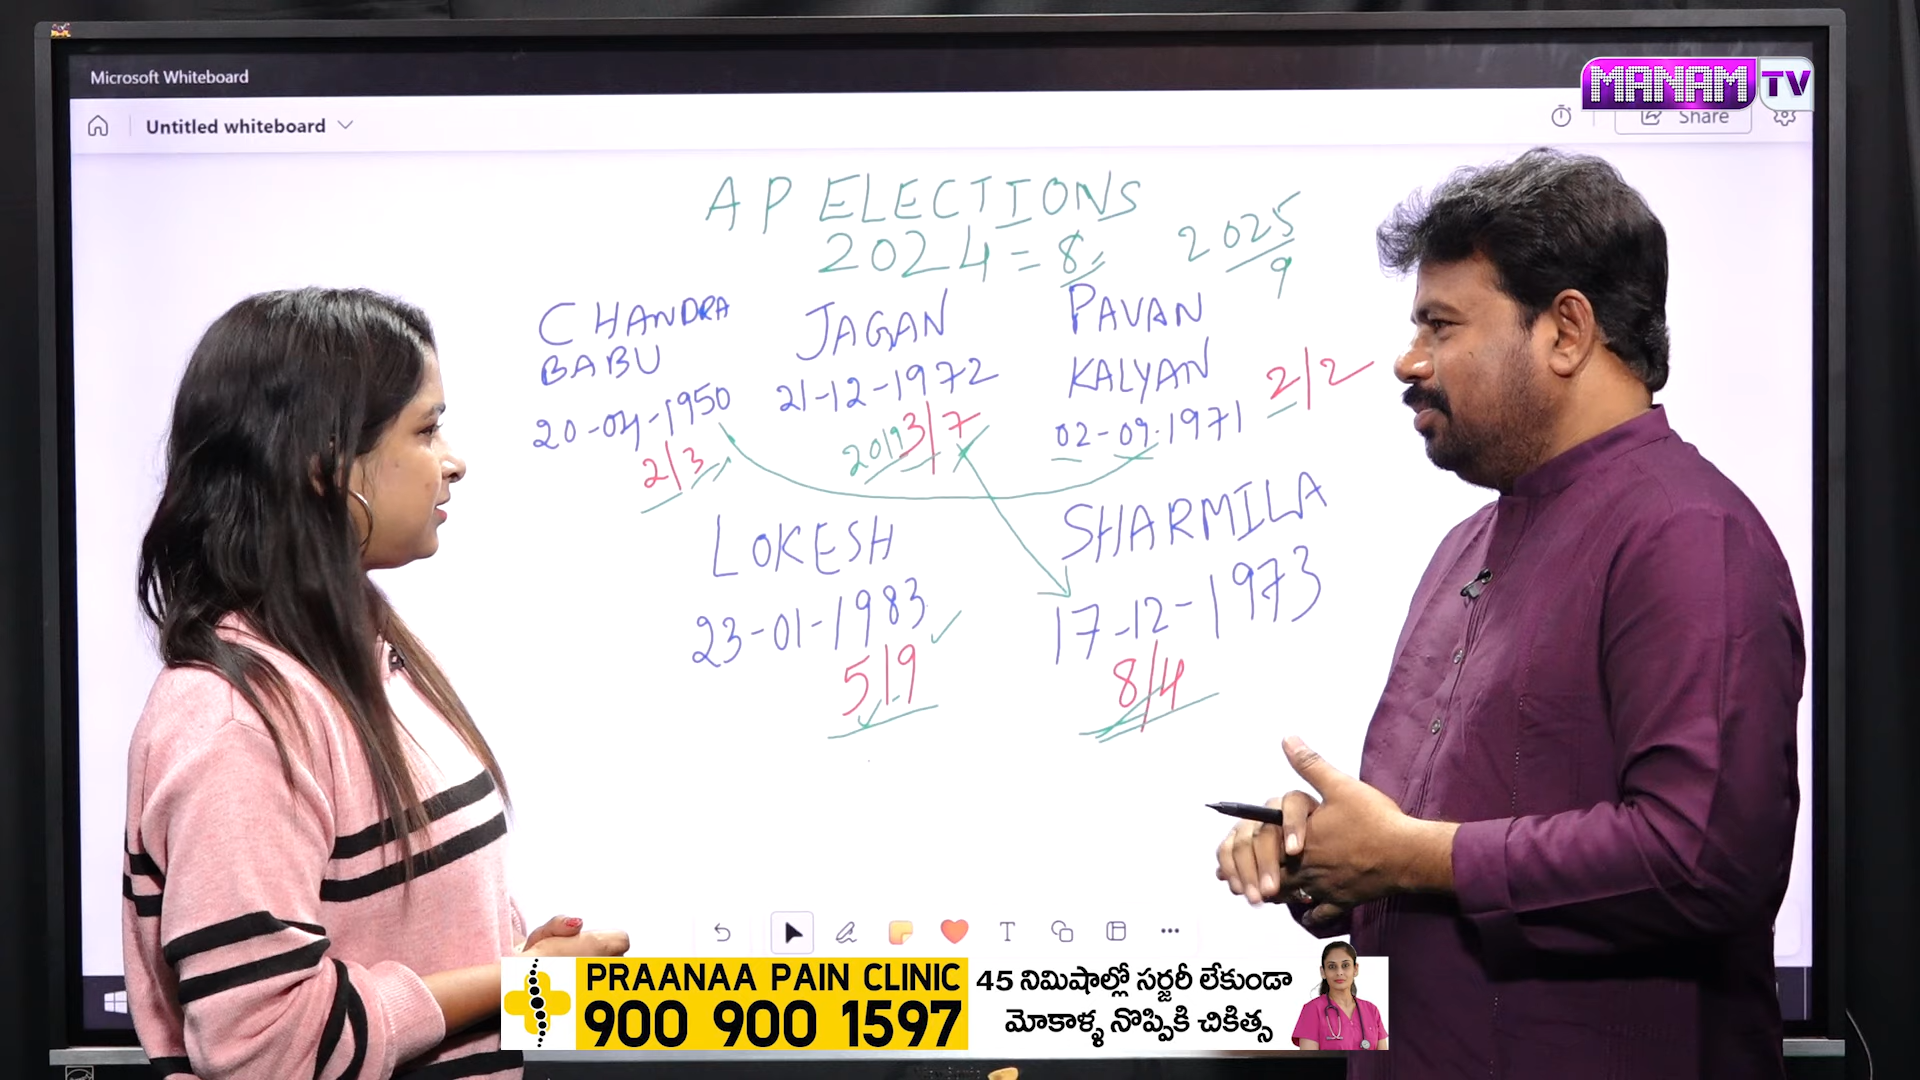 Microsoft Whiteboard
MANAM TV
Untitled whiteboard
Share
AP ELECTIONS
2024 = 8
2025
9
CHANDRA
BABU
20-04-1950
2/3
JAGAN
21-12-1972
2019 3/7
PAVAN
KALYAN
02-09-1971
2/2
LOKESH
23-01-1983
5/9
SHARMILA
17-12-1973
8/4
T
PRAANAA PAIN CLINIC
900 900 1597
45 నిమిషాల్లో సర్జరీ లేకుండా
మోకాళ్ళ నొప్పికి చికిత్స